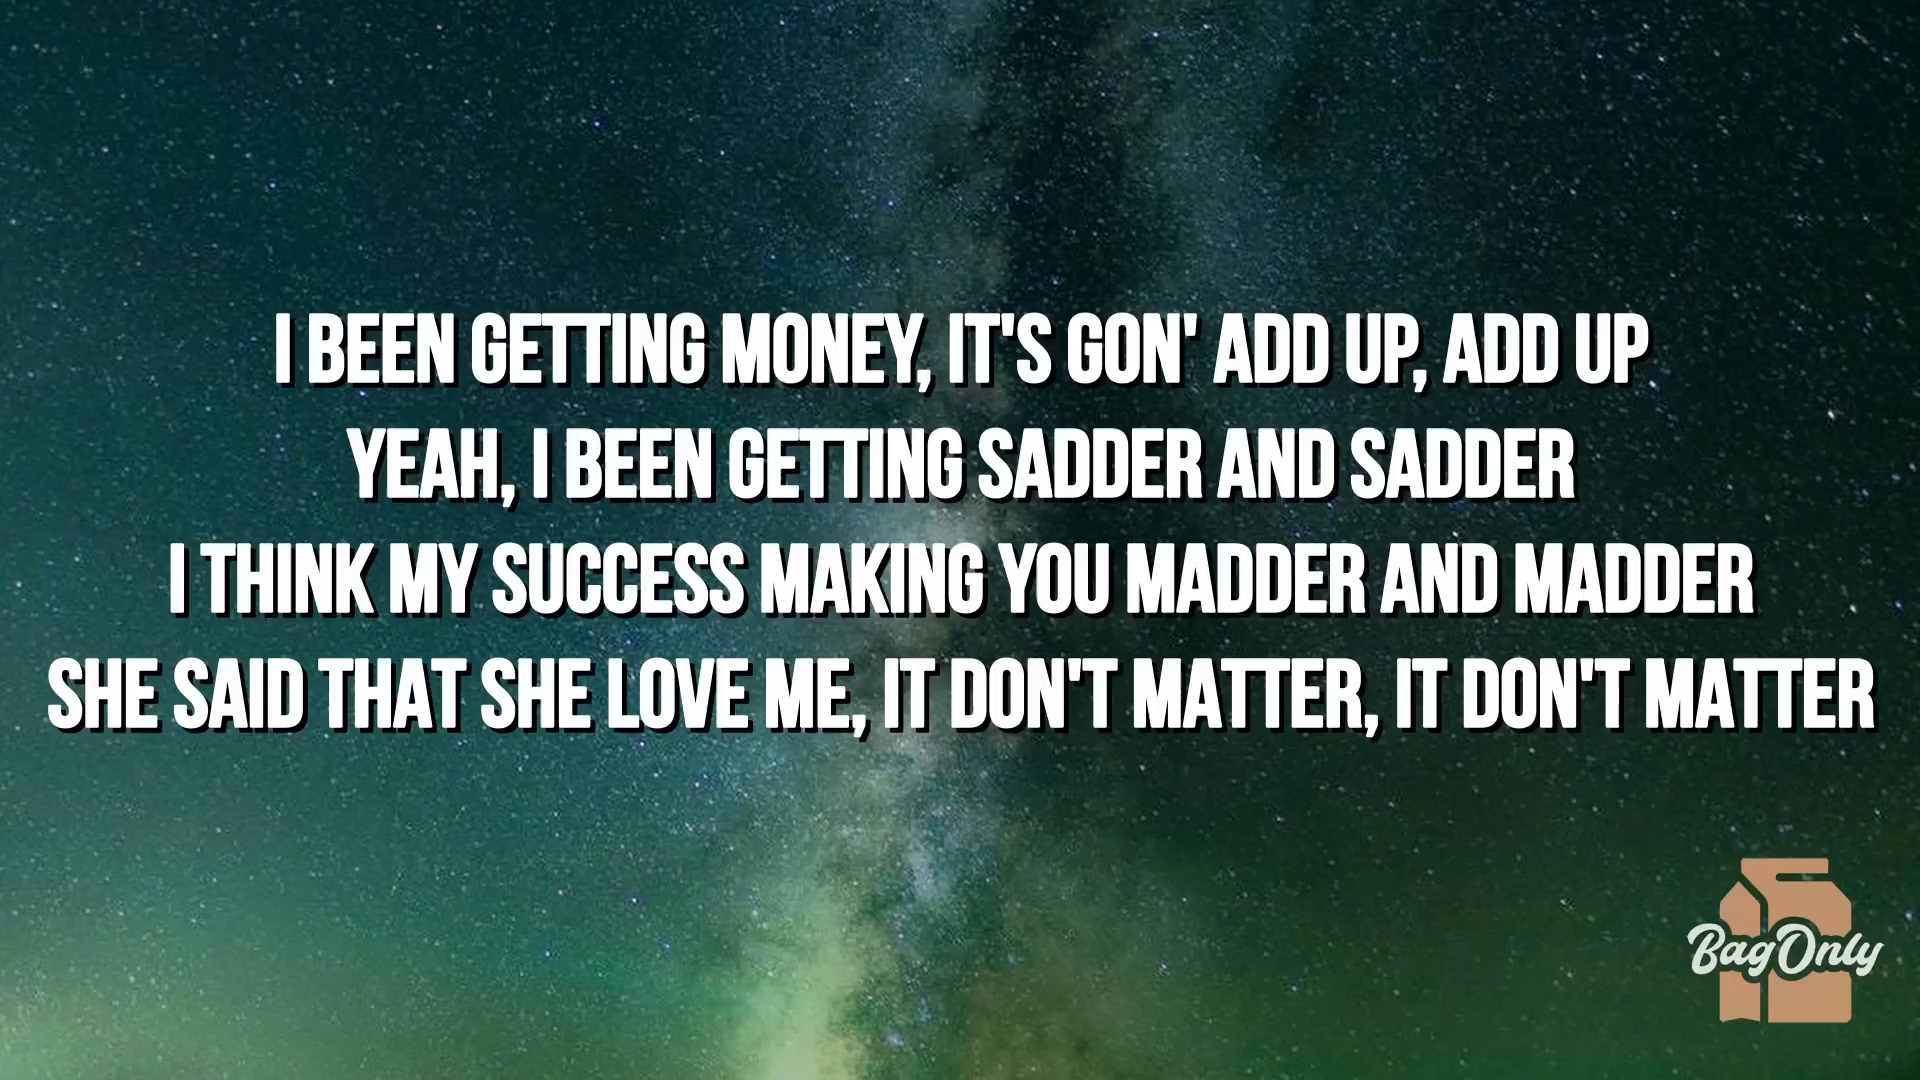 I BEEN GETTING MONEY, IT'S GON' ADD UP, ADD UP
YEAH, I BEEN GETTING SADDER AND SADDER
I THINK MY SUCCESS MAKING YOU MADDER AND MADDER
SHE SAID THAT SHE LOVE ME, IT DON'T MATTER, IT DON'T MATTER
BagOnly